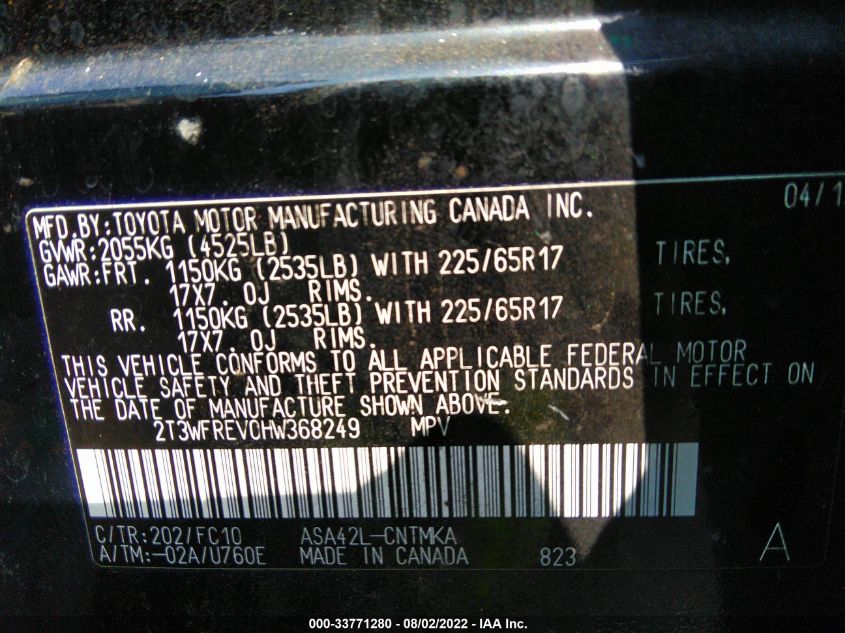 04/1
MFD.BY:TOYOTA MOTOR MANUFACTURING CANADA INC.
GVWR:2055KG (4525LB)
GAWR:FRT. 1150KG (2535LB) WITH 225/65R17 TIRES,
17X7. 0J RIMS.
RR. 1150KG (2535LB) WITH 225/65R17 TIRES,
17X7. 0J RIMS.
THIS VEHICLE CONFORMS TO ALL APPLICABLE FEDERAL MOTOR
VEHICLE SAFETY AND THEFT PREVENTION STANDARDS IN EFFECT ON
THE DATE OF MANUFACTURE SHOWN ABOVE.
2T3WFREV0HW368249 MPV
C/TR:202/FC10 ASA42L-CNTMKA
A/TM:-02A/U760E MADE IN CANADA 823 A
000-33771280 - 08/02/2022 - IAA Inc.